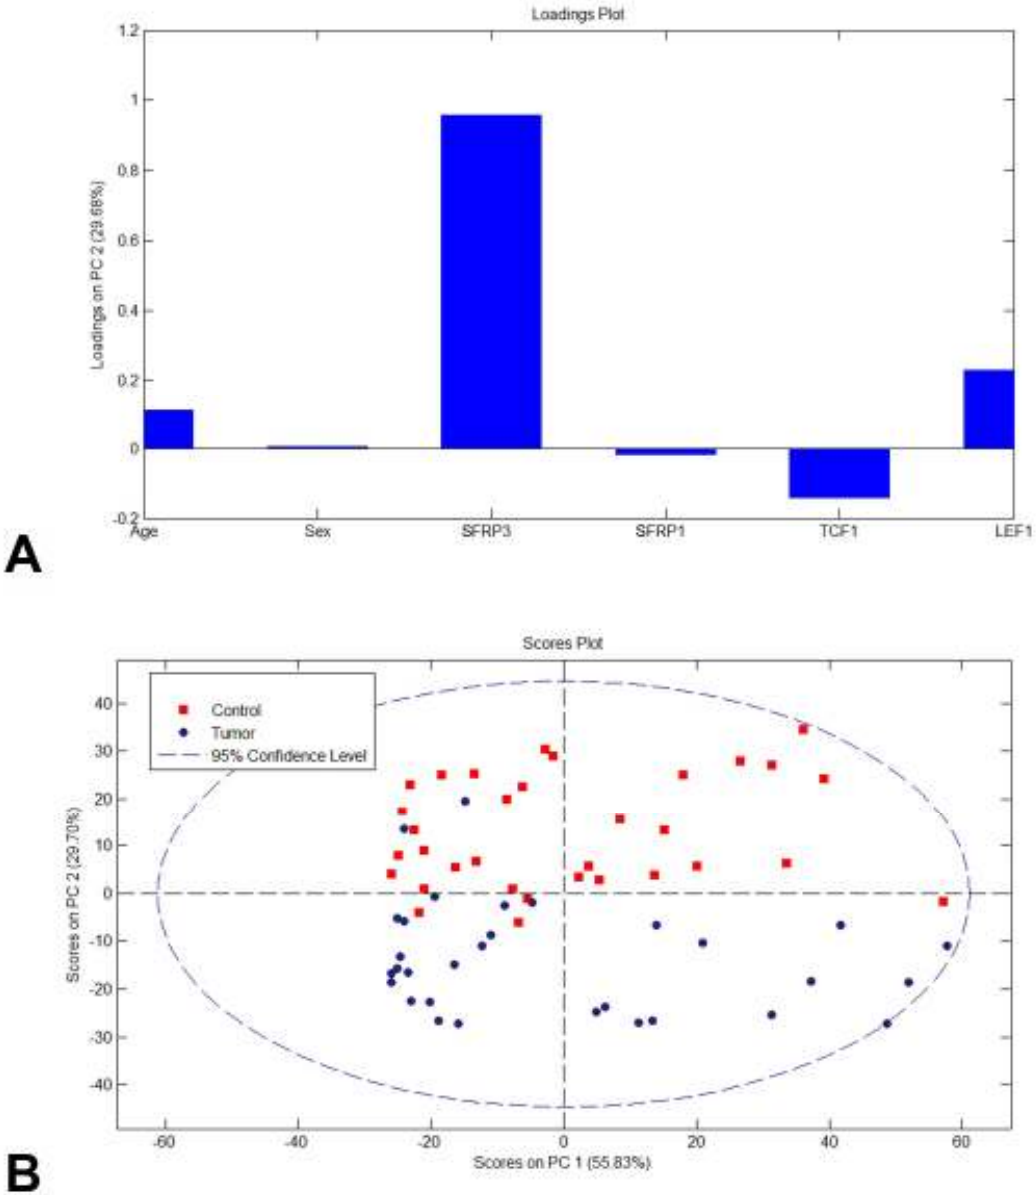 Loadings Plot
1.2
1
0.8
0.6
0.4
0.2
0
-0.2
Loadings on PC 2 (29.68%)
Age Sex SFRP3 SFRP1 TCF1 LEF1
A
Scores Plot
Control
Tumor
95% Confidence Level
40
30
20
10
0
-10
-20
-30
-40
Scores on PC 2 (29.70%)
-60 -40 -20 0 20 40 60
Scores on PC 1 (55.83%)
B